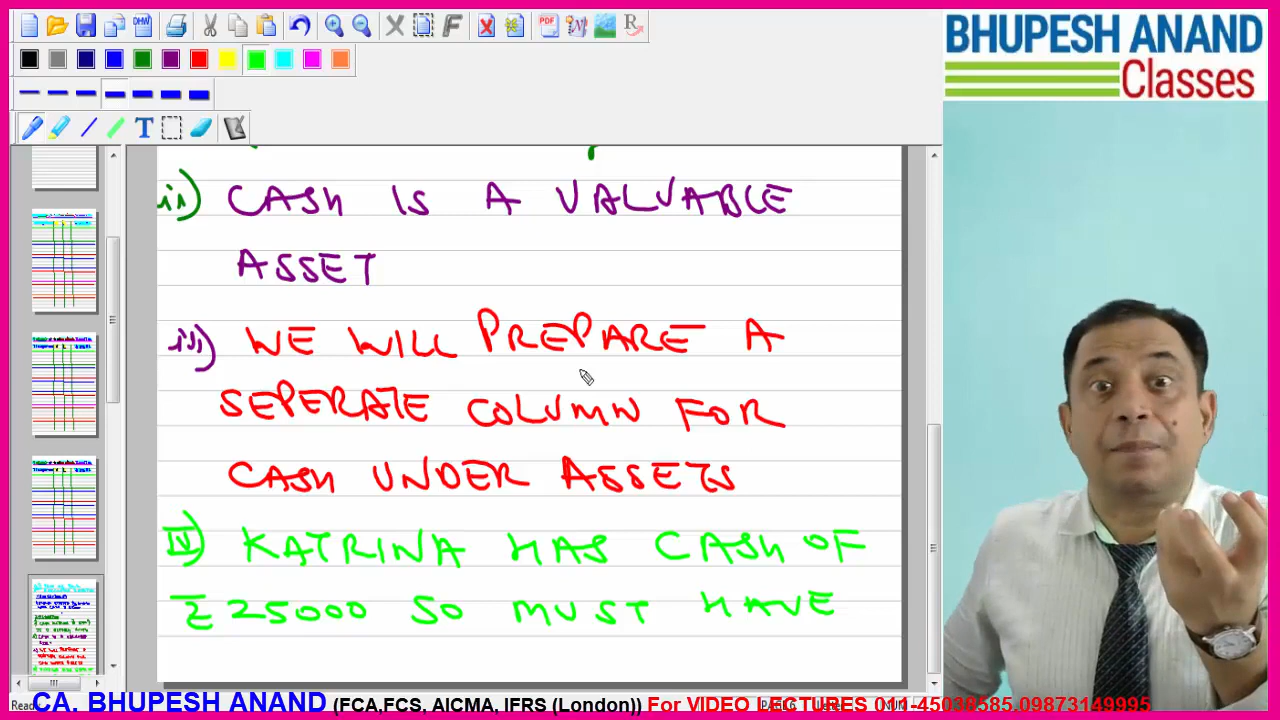 BHUPESH ANAND
Classes
ii) CASH IS A VALUABLE
ASSET
iii) WE WILL PREPARE A
SEPERATE COLUMN FOR
CASH UNDER ASSETS
IV) KATRINA HAS CASH OF
₹ 25000 SO MUST HAVE
CA. BHUPESH ANAND (FCA,FCS, AICMA, IFRS (London)) For VIDEO LECTURES 011-45038585.09873149995